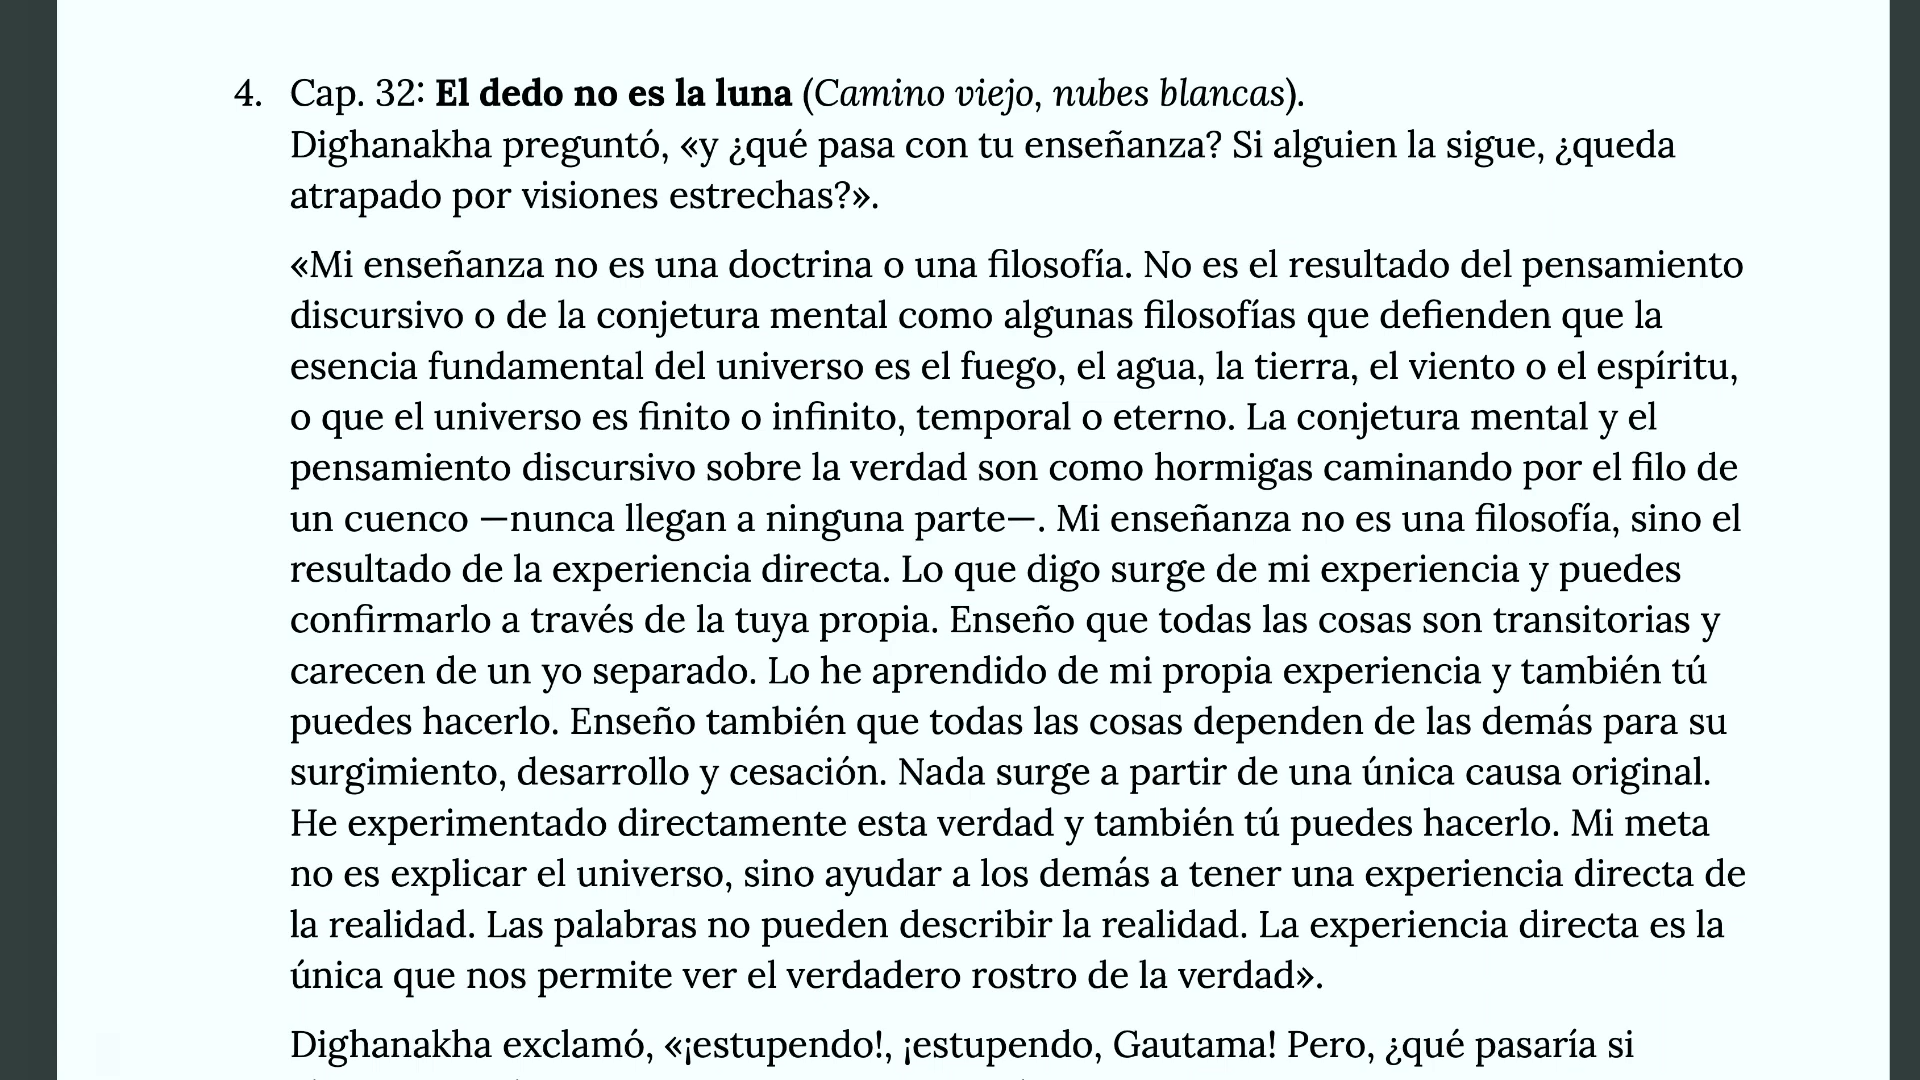 4. Cap. 32: El dedo no es la luna (Camino viejo, nubes blancas).
Dighanakha preguntó, «y ¿qué pasa con tu enseñanza? Si alguien la sigue, ¿queda
atrapado por visiones estrechas?».
«Mi enseñanza no es una doctrina o una filosofía. No es el resultado del pensamiento
discursivo o de la conjetura mental como algunas filosofías que defienden que la
esencia fundamental del universo es el fuego, el agua, la tierra, el viento o el espíritu,
o que el universo es finito o infinito, temporal o eterno. La conjetura mental y el
pensamiento discursivo sobre la verdad son como hormigas caminando por el filo de
un cuenco —nunca llegan a ninguna parte—. Mi enseñanza no es una filosofía, sino el
resultado de la experiencia directa. Lo que digo surge de mi experiencia y puedes
confirmarlo a través de la tuya propia. Enseño que todas las cosas son transitorias y
carecen de un yo separado. Lo he aprendido de mi propia experiencia y también tú
puedes hacerlo. Enseño también que todas las cosas dependen de las demás para su
surgimiento, desarrollo y cesación. Nada surge a partir de una única causa original.
He experimentado directamente esta verdad y también tú puedes hacerlo. Mi meta
no es explicar el universo, sino ayudar a los demás a tener una experiencia directa de
la realidad. Las palabras no pueden describir la realidad. La experiencia directa es la
única que nos permite ver el verdadero rostro de la verdad».
Dighanakha exclamó, «¡estupendo!, ¡estupendo, Gautama! Pero, ¿qué pasaría si